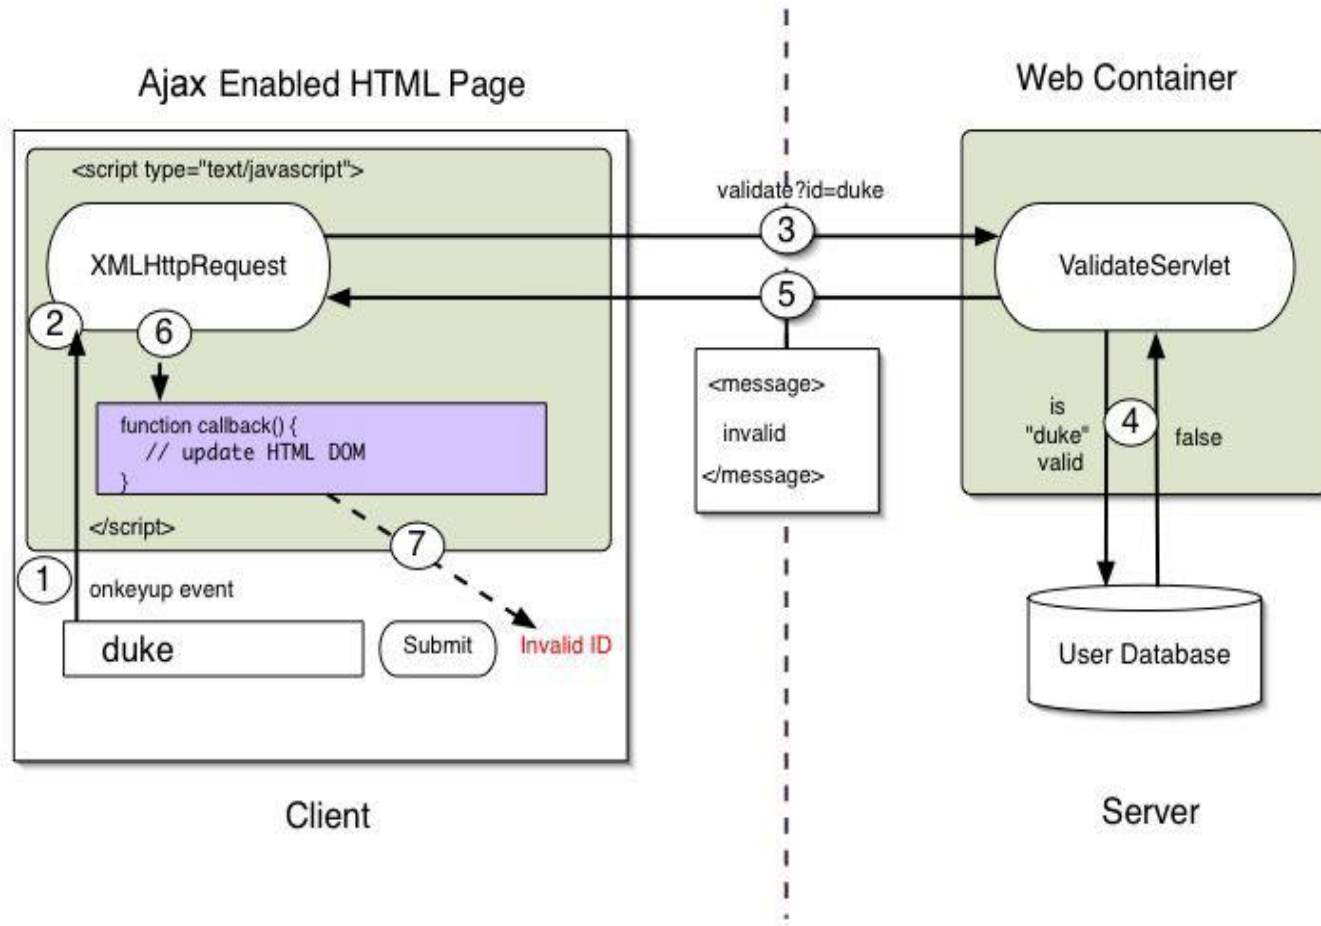 Ajax Enabled HTML Page
Web Container
<script type="text/javascript">
validate?id=duke
3
XMLHttpRequest
ValidateServlet
5
2
6
<message>
invalid
</message>
function callback() {
// update HTML DOM
}
is
"duke"
valid
4
false
</script>
7
1
onkeyup event
duke
Submit
Invalid ID
User Database
Client
Server